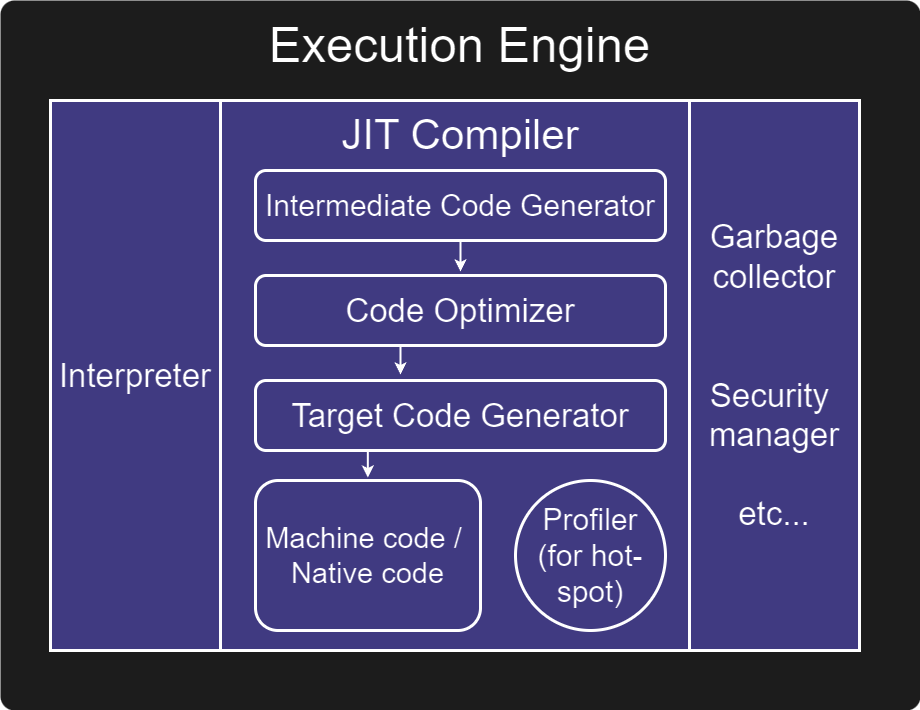 Execution Engine
JIT Compiler
Intermediate Code Generator
Code Optimizer
Target Code Generator
Machine code /
Native code
Profiler
(for hot-
spot)
Interpreter
Garbage
collector
Security
manager
etc...